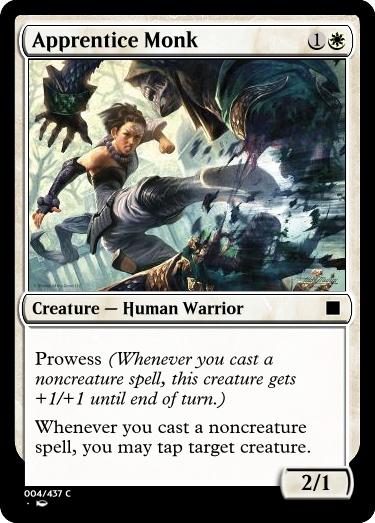 Apprentice Monk 1
Creature — Human Warrior
Prowess (Whenever you cast a
noncreature spell, this creature gets
+1/+1 until end of turn.)
Whenever you cast a noncreature
spell, you may tap target creature.
2/1
004/437 C